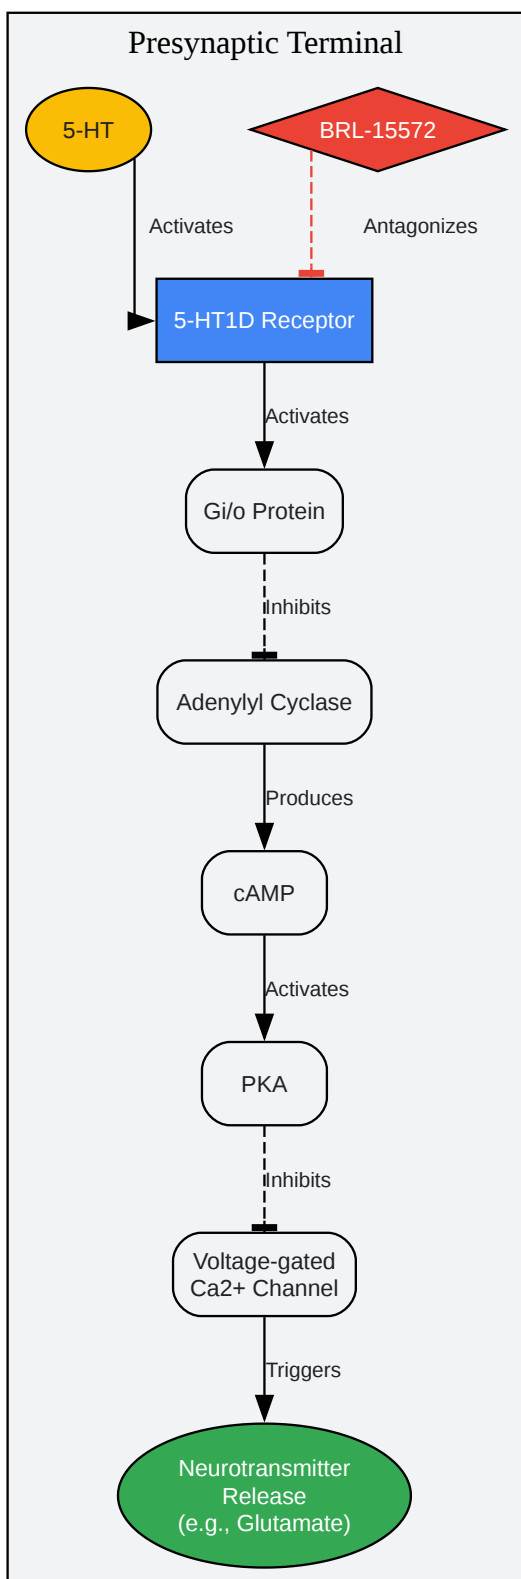 Presynaptic Terminal
5-HT
BRL-15572
Activates
Antagonizes
5-HT1D Receptor
Activates
Gi/o Protein
Inhibits
Adenylyl Cyclase
Produces
cAMP
Activates
PKA
Inhibits
Voltage-gated
Ca2+ Channel
Triggers
Neurotransmitter
Release
(e.g., Glutamate)